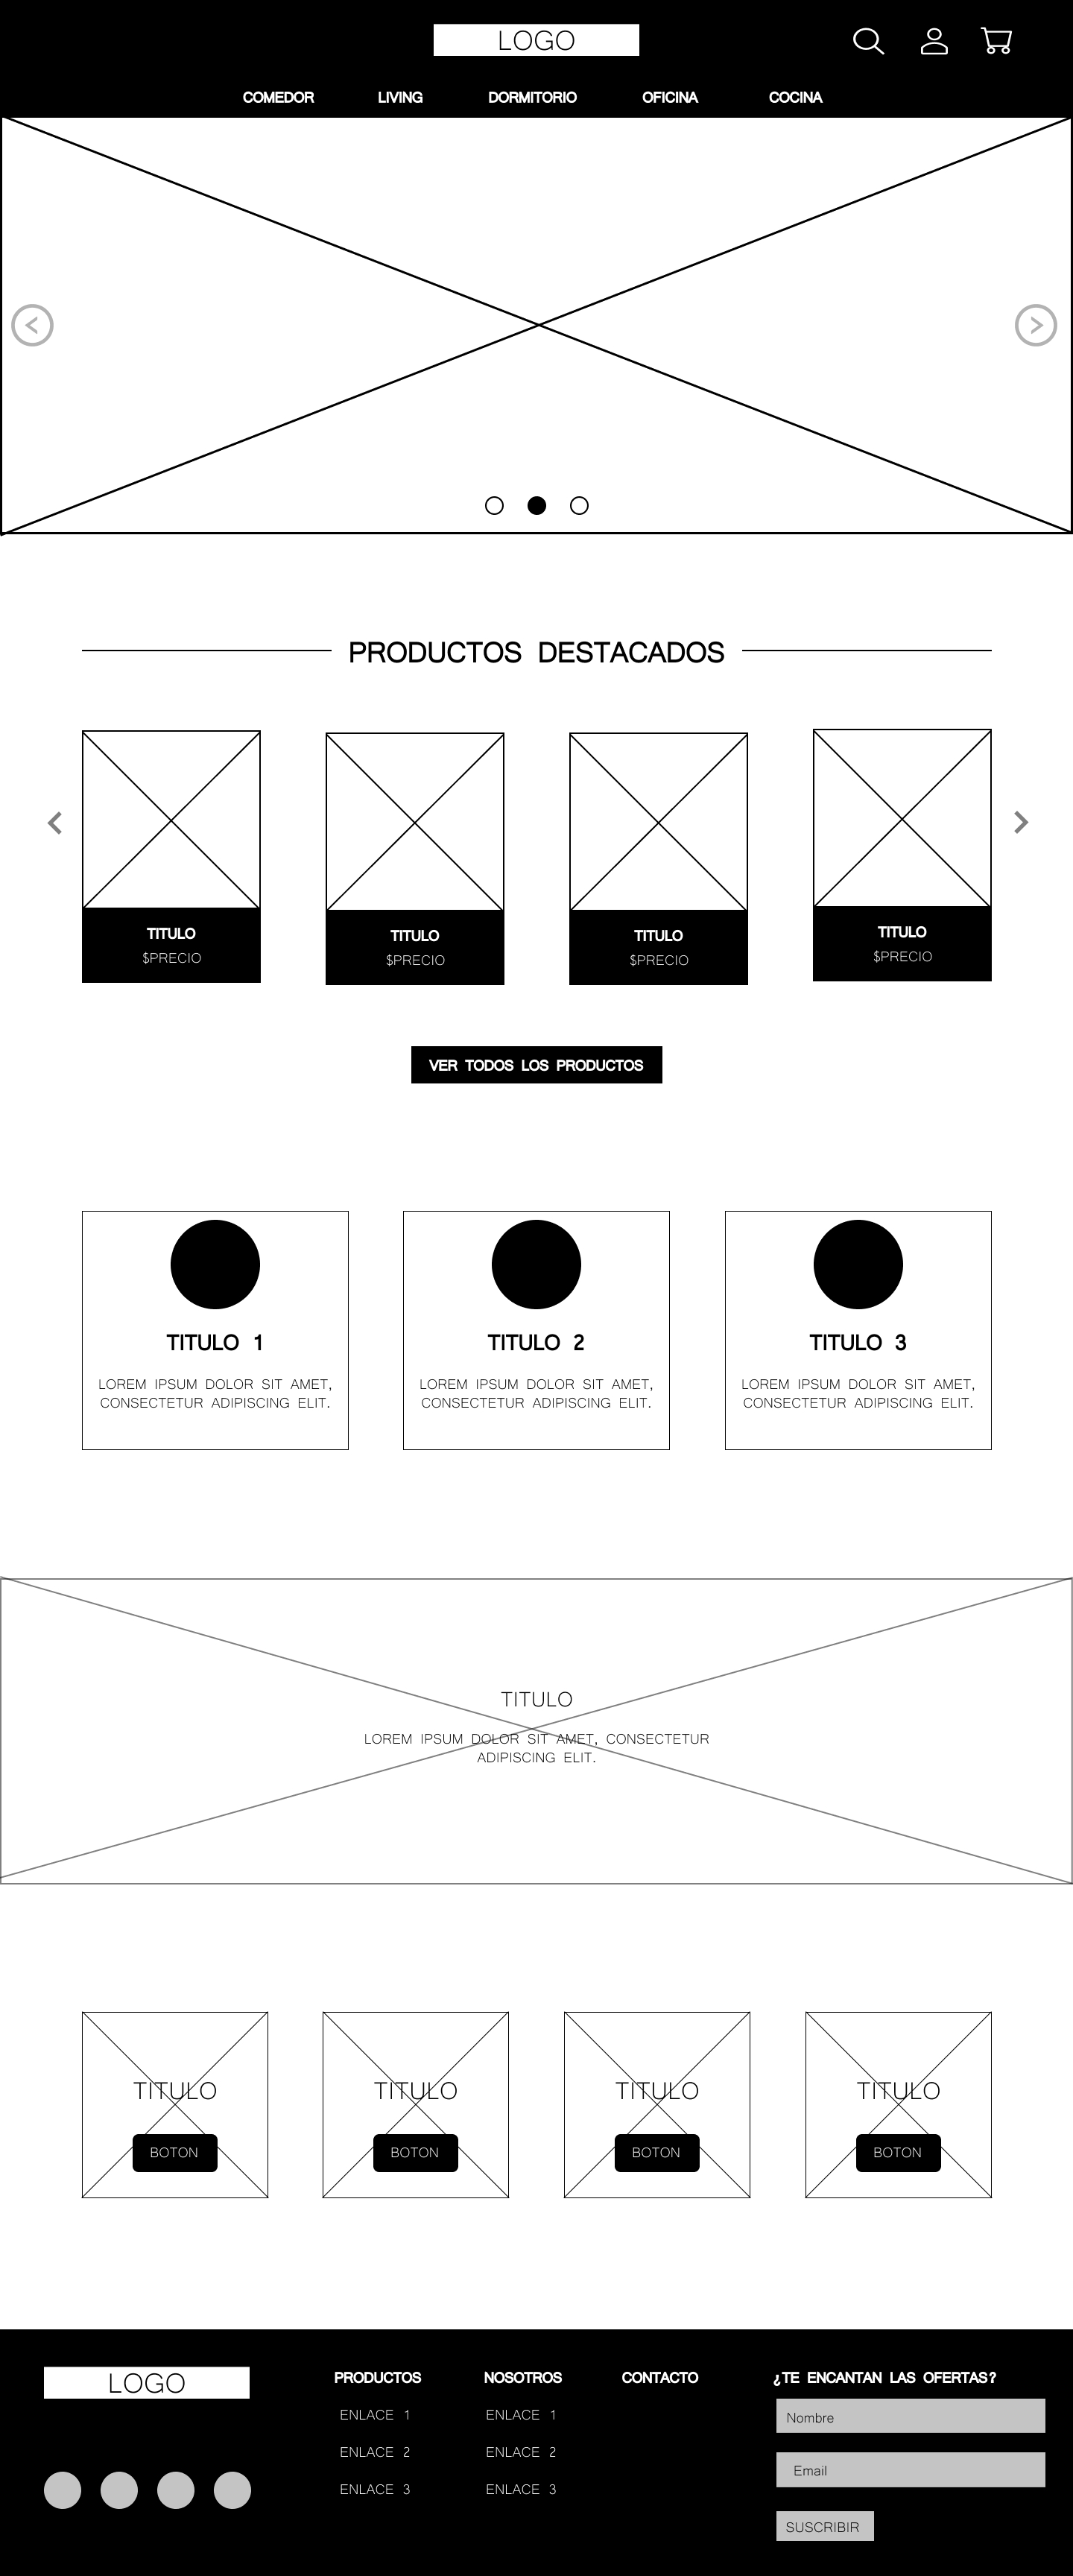 LOGO
COMEDOR LIVING DORMITORIO OFICINA COCINA
PRODUCTOS DESTACADOS
TITULO
$PRECIO
TITULO
$PRECIO
TITULO
$PRECIO
TITULO
$PRECIO
VER TODOS LOS PRODUCTOS
TITULO 1
LOREM IPSUM DOLOR SIT AMET,
CONSECTETUR ADIPISCING ELIT.
TITULO 2
LOREM IPSUM DOLOR SIT AMET,
CONSECTETUR ADIPISCING ELIT.
TITULO 3
LOREM IPSUM DOLOR SIT AMET,
CONSECTETUR ADIPISCING ELIT.
TITULO
LOREM IPSUM DOLOR SIT AMET, CONSECTETUR
ADIPISCING ELIT.
TITULO
BOTON
TITULO
BOTON
TITULO
BOTON
TITULO
BOTON
LOGO
PRODUCTOS
ENLACE 1
ENLACE 2
ENLACE 3
NOSOTROS
ENLACE 1
ENLACE 2
ENLACE 3
CONTACTO
¿TE ENCANTAN LAS OFERTAS?
Nombre
Email
SUSCRIBIR